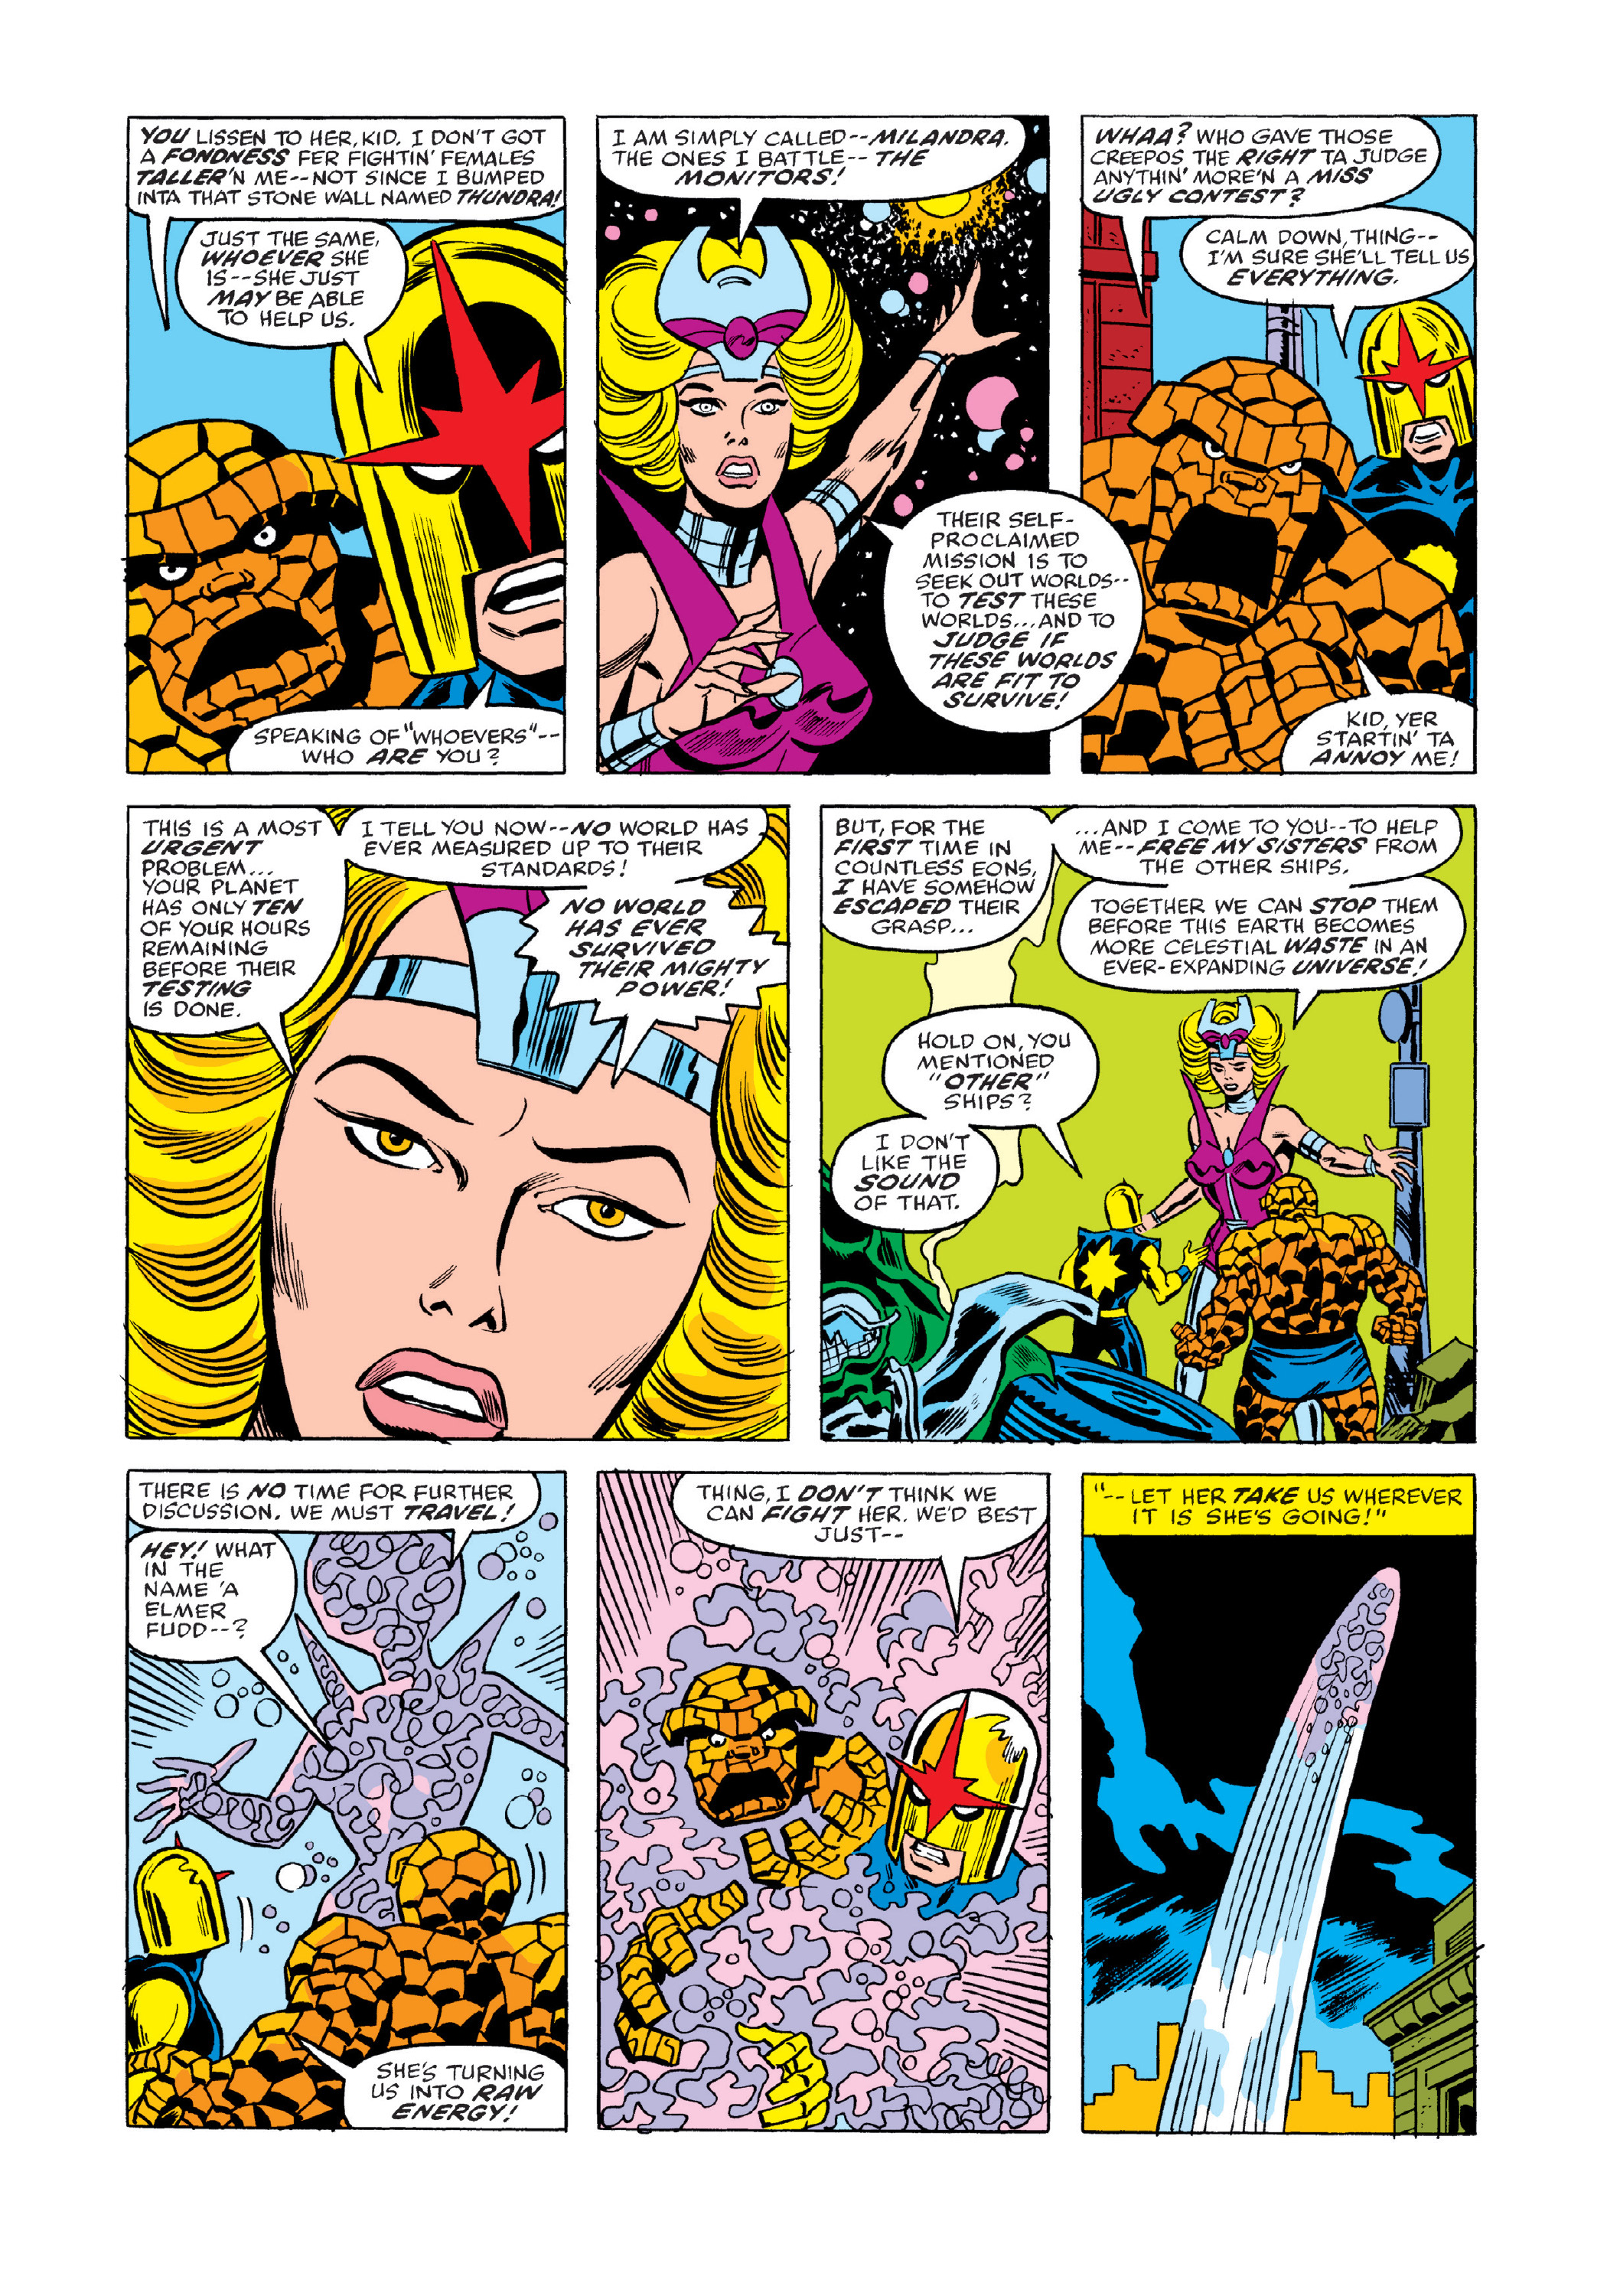 YOU LISSEN TO HER, KID. I DON'T GOT
A FONDNESS FER FIGHTIN' FEMALES
TALLER'N ME--NOT SINCE I BUMPED
INTA THAT STONE WALL NAMED THUNDRA!
JUST THE SAME,
WHOEVER SHE
IS--SHE JUST
MAY BE ABLE
TO HELP US.
SPEAKING OF "WHOEVERS"--
WHO ARE YOU?
I AM SIMPLY CALLED--MILANDRA.
THE ONES I BATTLE--THE
MONITORS!
THEIR SELF-
PROCLAIMED
MISSION IS TO
SEEK OUT WORLDS--
TO TEST THESE
WORLDS...AND TO
JUDGE IF
THESE WORLDS
ARE FIT TO
SURVIVE!
WHAA? WHO GAVE THOSE
CREEPOS THE RIGHT TA JUDGE
ANYTHIN' MORE'N A MISS
UGLY CONTEST?
CALM DOWN, THING--
I'M SURE SHE'LL TELL US
EVERYTHING.
KID, YER
STARTIN' TA
ANNOY ME!
THIS IS A MOST
URGENT
PROBLEM...
YOUR PLANET
HAS ONLY TEN
OF YOUR HOURS
REMAINING
BEFORE THEIR
TESTING
IS DONE.
I TELL YOU NOW--NO WORLD HAS
EVER MEASURED UP TO THEIR
STANDARDS!
NO WORLD
HAS EVER
SURVIVED
THEIR MIGHTY
POWER!
BUT, FOR THE
FIRST TIME IN
COUNTLESS EONS,
I HAVE SOMEHOW
ESCAPED THEIR
GRASP...
...AND I COME TO YOU--TO HELP
ME--FREE MY SISTERS FROM
THE OTHER SHIPS.
TOGETHER WE CAN STOP THEM
BEFORE THIS EARTH BECOMES
MORE CELESTIAL WASTE IN AN
EVER-EXPANDING UNIVERSE!
HOLD ON, YOU
MENTIONED
"OTHER"
SHIPS?
I DON'T
LIKE THE
SOUND
OF THAT.
THERE IS NO TIME FOR FURTHER
DISCUSSION. WE MUST TRAVEL!
HEY! WHAT
IN THE
NAME 'A
ELMER
FUDD--?
SHE'S TURNING
US INTO RAW
ENERGY!
THING, I DON'T THINK WE
CAN FIGHT HER. WE'D BEST
JUST--
"--LET HER TAKE US WHEREVER
IT IS SHE'S GOING!"